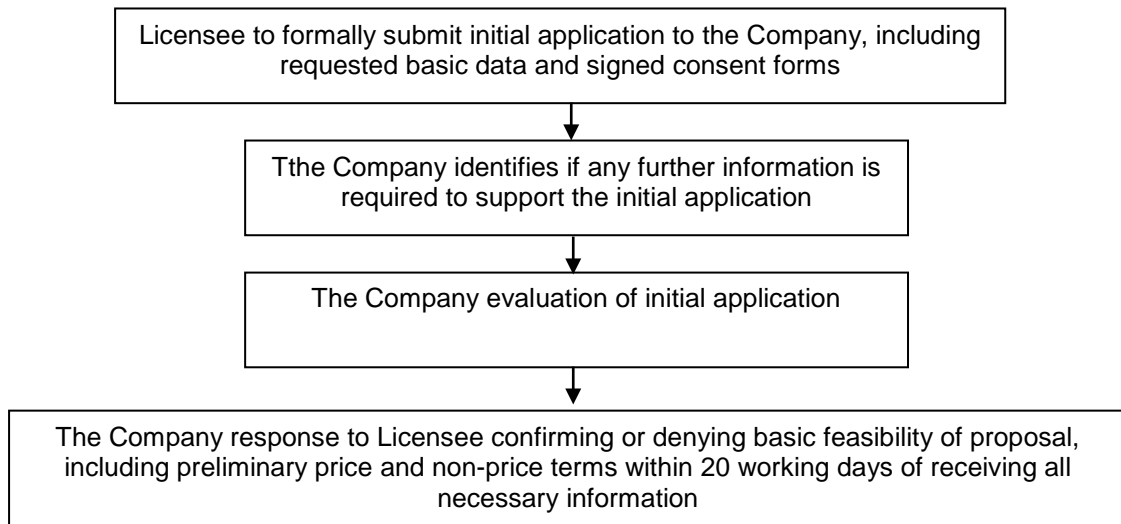 Licensee to formally submit initial application to the Company, including
requested basic data and signed consent forms
Tthe Company identifies if any further information is
required to support the initial application
The Company evaluation of initial application
The Company response to Licensee confirming or denying basic feasibility of proposal,
including preliminary price and non-price terms within 20 working days of receiving all
necessary information